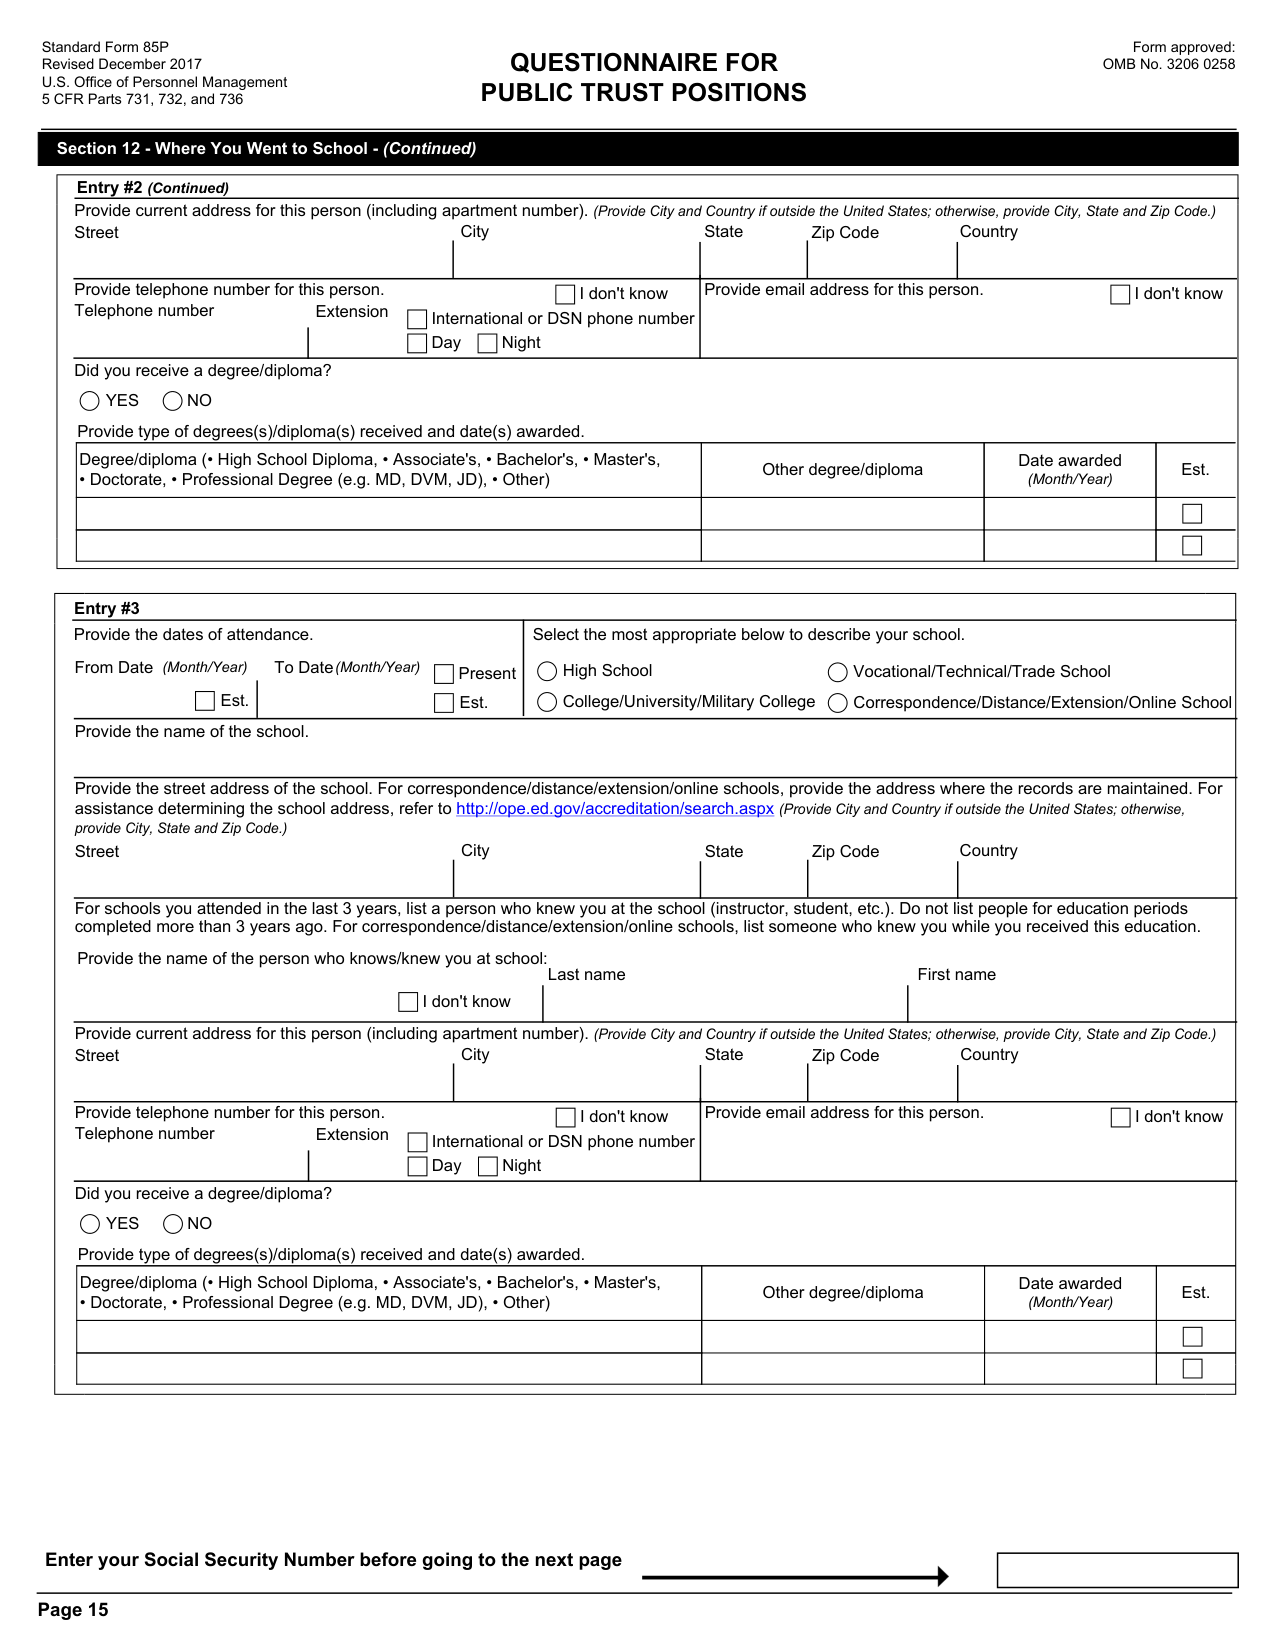 Standard Form 85P
Revised December 2017
U.S. Office of Personnel Management
5 CFR Parts 731, 732, and 736
QUESTIONNAIRE FOR
PUBLIC TRUST POSITIONS
Form approved:
OMB No. 3206 0258
Section 12 - Where You Went to School - (Continued)
Entry #2 (Continued)
Provide current address for this person (including apartment number). (Provide City and Country if outside the United States; otherwise, provide City, State and Zip Code.)
Street City State Zip Code Country
Provide telephone number for this person. I don't know Provide email address for this person. I don't know
Telephone number Extension International or DSN phone number
Day Night
Did you receive a degree/diploma?
YES NO
Provide type of degrees(s)/diploma(s) received and date(s) awarded.
Degree/diploma (• High School Diploma, • Associate's, • Bachelor's, • Master's,
• Doctorate, • Professional Degree (e.g. MD, DVM, JD), • Other)
Other degree/diploma
Date awarded
(Month/Year)
Est.
Entry #3
Provide the dates of attendance. Select the most appropriate below to describe your school.
From Date (Month/Year) To Date (Month/Year) Present High School Vocational/Technical/Trade School
Est. Est. College/University/Military College Correspondence/Distance/Extension/Online School
Provide the name of the school.
Provide the street address of the school. For correspondence/distance/extension/online schools, provide the address where the records are maintained. For
assistance determining the school address, refer to http://ope.ed.gov/accreditation/search.aspx (Provide City and Country if outside the United States; otherwise,
provide City, State and Zip Code.)
Street City State Zip Code Country
For schools you attended in the last 3 years, list a person who knew you at the school (instructor, student, etc.). Do not list people for education periods
completed more than 3 years ago. For correspondence/distance/extension/online schools, list someone who knew you while you received this education.
Provide the name of the person who knows/knew you at school:
Last name First name
I don't know
Provide current address for this person (including apartment number). (Provide City and Country if outside the United States; otherwise, provide City, State and Zip Code.)
Street City State Zip Code Country
Provide telephone number for this person. I don't know Provide email address for this person. I don't know
Telephone number Extension International or DSN phone number
Day Night
Did you receive a degree/diploma?
YES NO
Provide type of degrees(s)/diploma(s) received and date(s) awarded.
Degree/diploma (• High School Diploma, • Associate's, • Bachelor's, • Master's,
• Doctorate, • Professional Degree (e.g. MD, DVM, JD), • Other)
Other degree/diploma
Date awarded
(Month/Year)
Est.
Enter your Social Security Number before going to the next page
Page 15